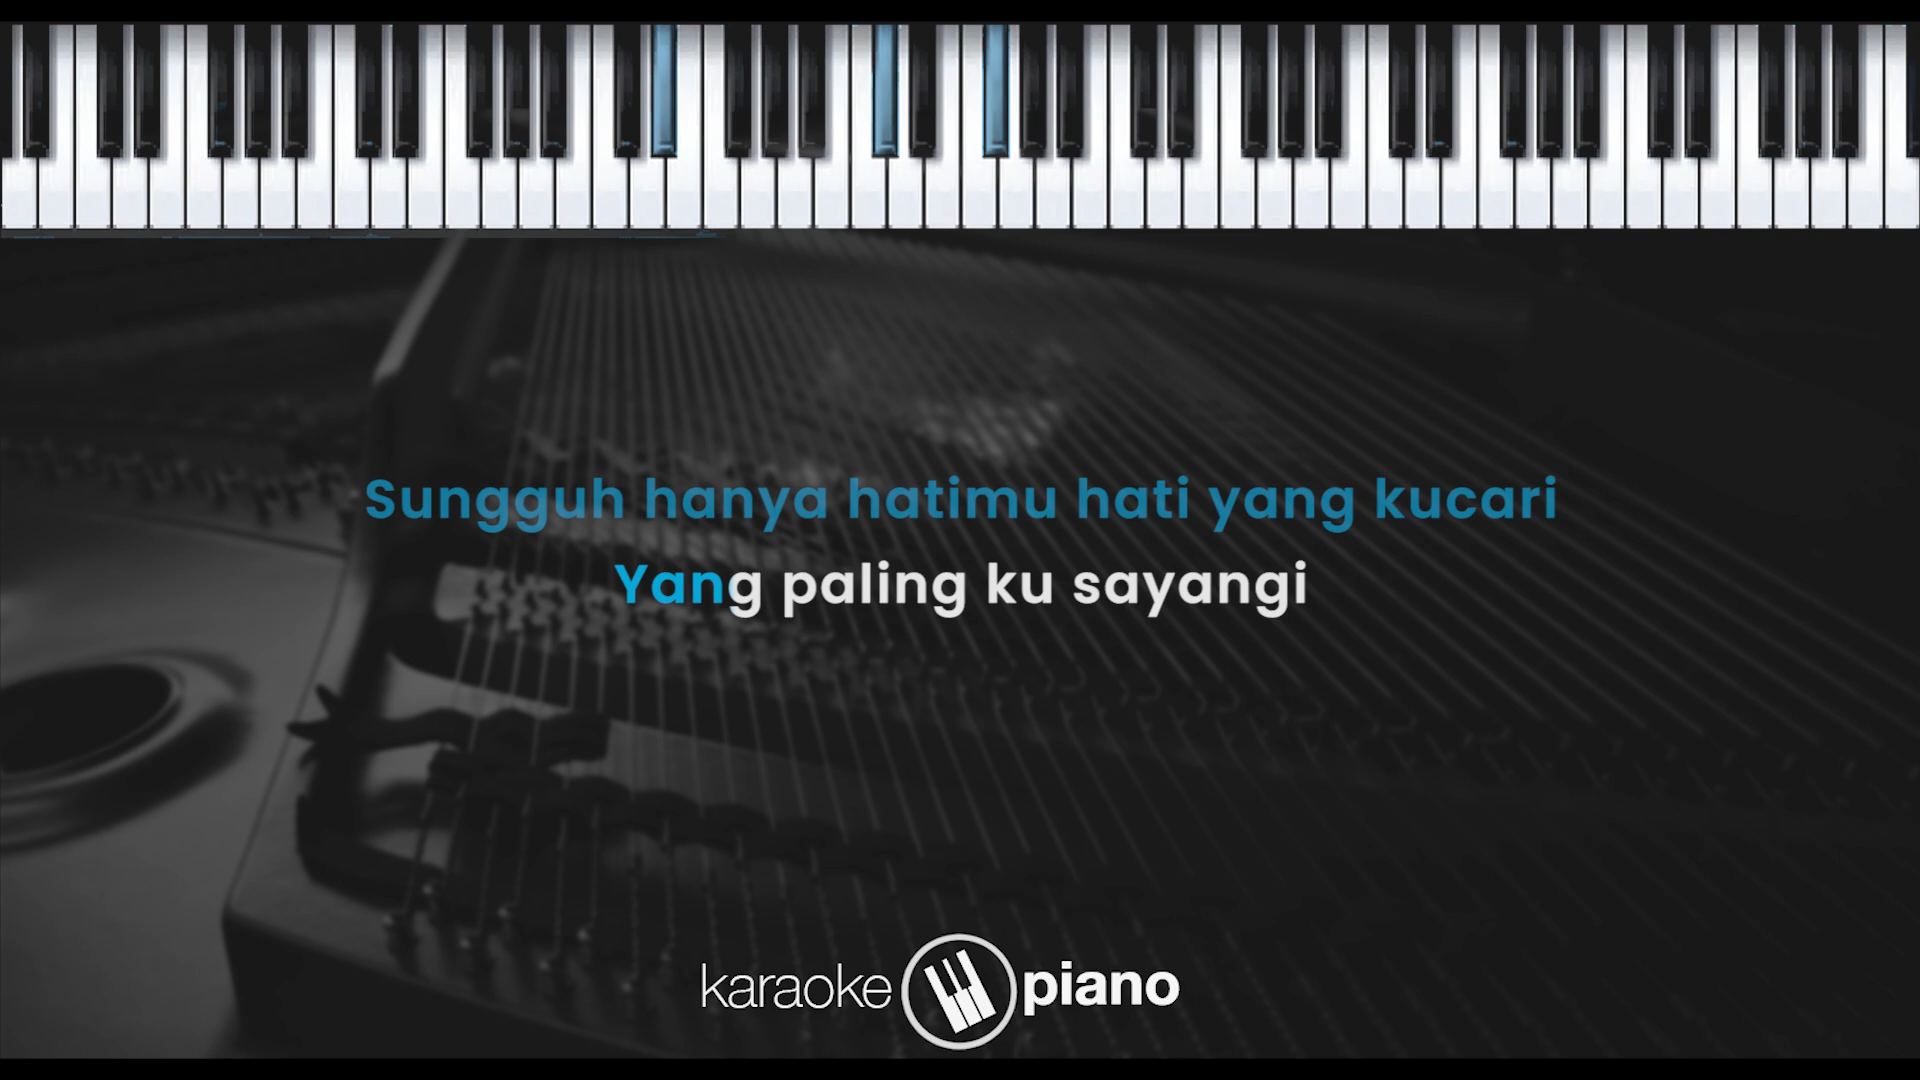 Sungguh hanya hatimu hati yang kucari
Yang paling ku sayangi
karaoke piano